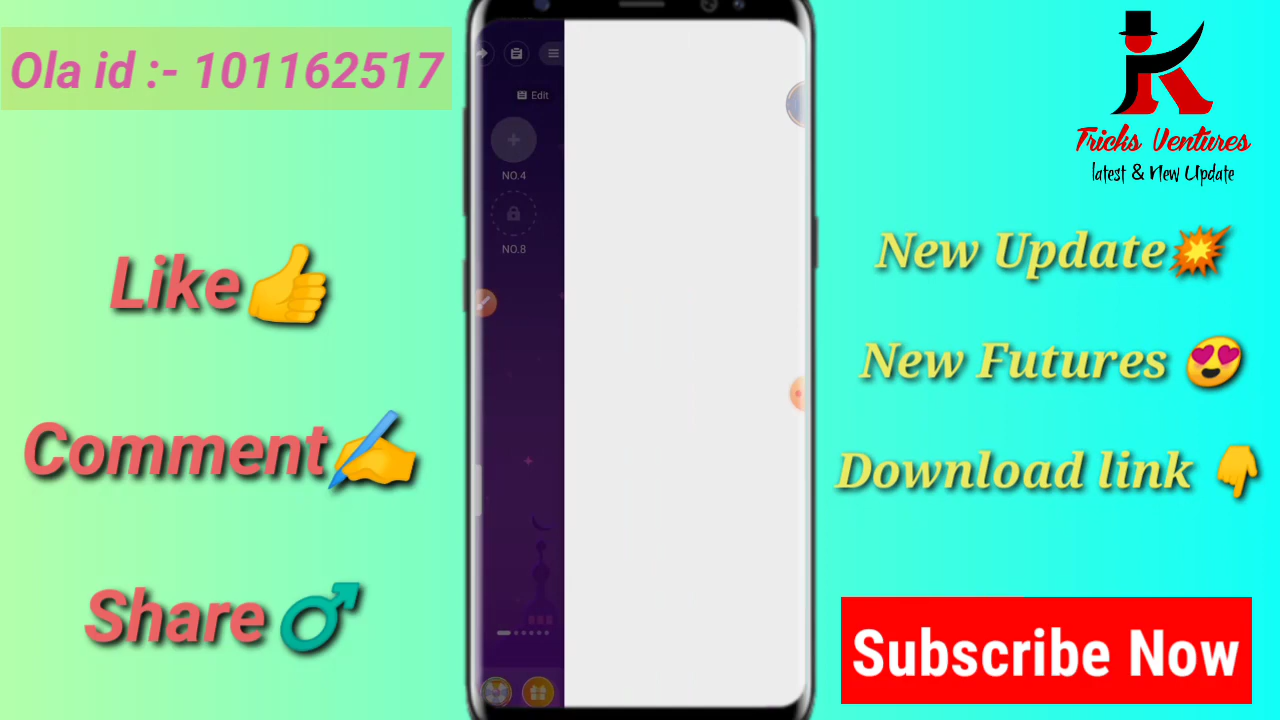 Ola id :- 101162517
Like👍
Comment✍
Share♂
Edit
NO.4
NO.8
Tricks Ventures
latest & New Update
New Update💥
New Futures 😍
Download link 👇
Subscribe Now